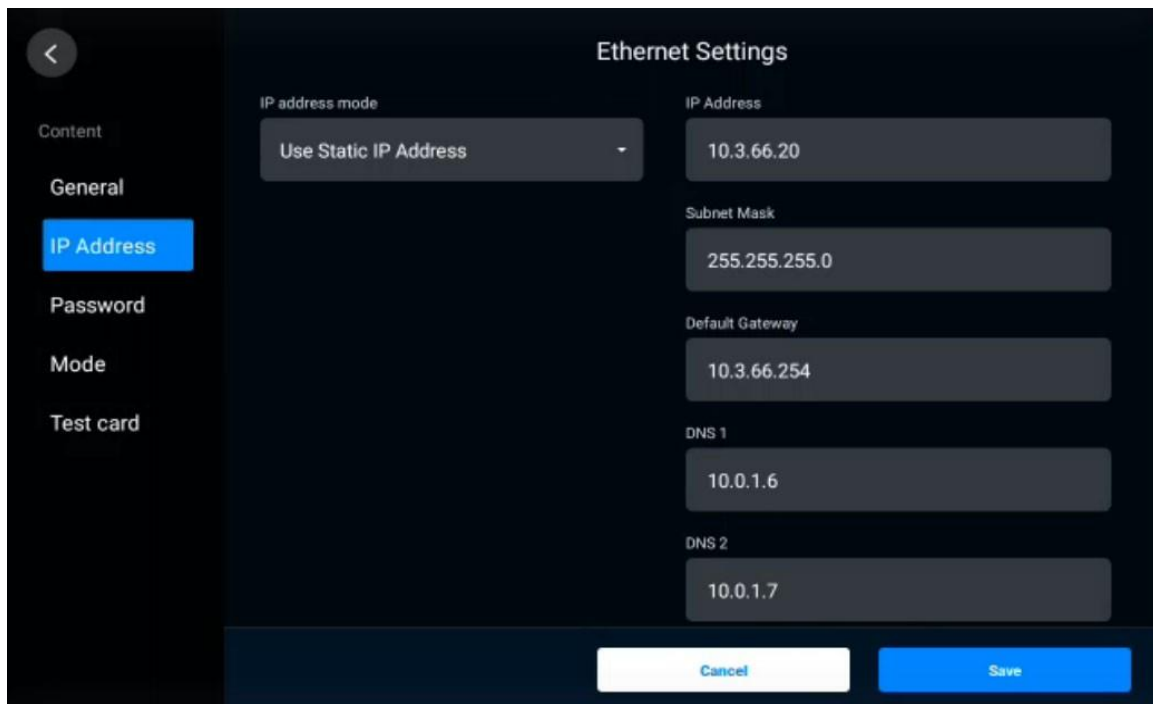 Ethernet Settings
Content
General
IP Address
Password
Mode
Test card
IP address mode
Use Static IP Address
IP Address
10.3.66.20
Subnet Mask
255.255.255.0
Default Gateway
10.3.66.254
DNS 1
10.0.1.6
DNS 2
10.0.1.7
Cancel
Save